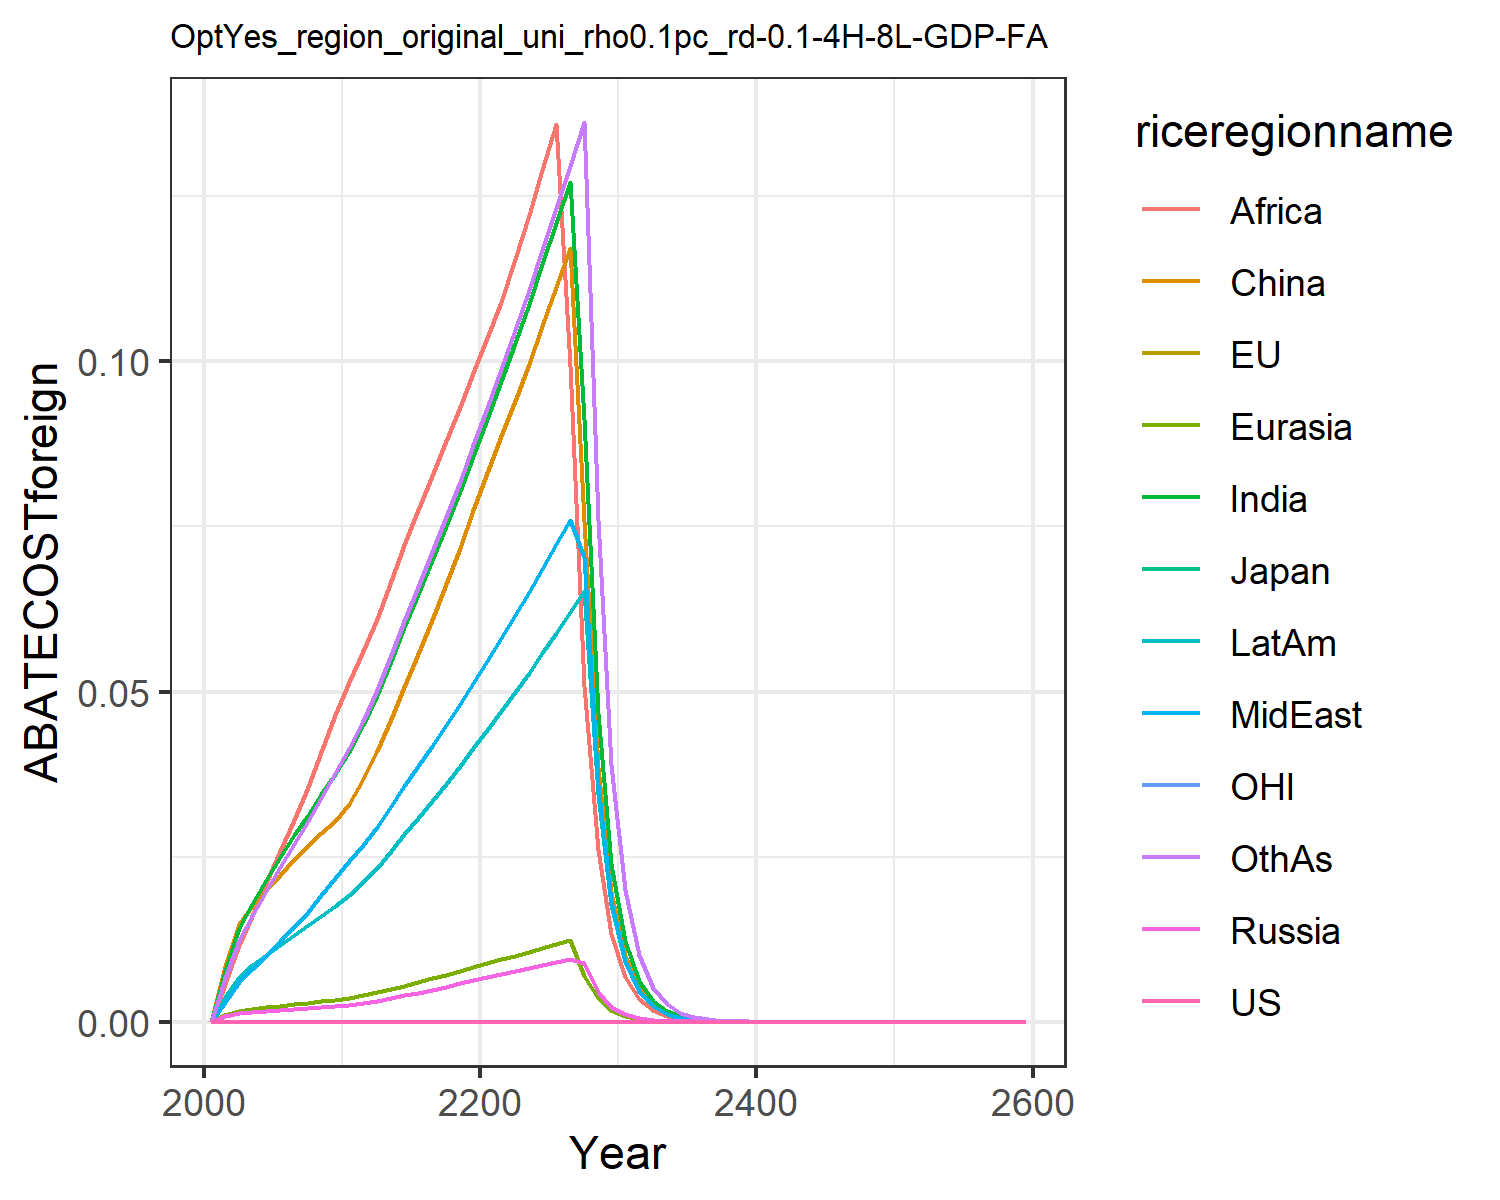 OptYes_region_original_uni_rho0.1pc_rd-0.1-4H-8L-GDP-FA
ABATECOSTforeign
0.10
0.05
0.00
2000
2200
2400
2600
Year
riceregionname
Africa
China
EU
Eurasia
India
Japan
LatAm
MidEast
OHI
OthAs
Russia
US